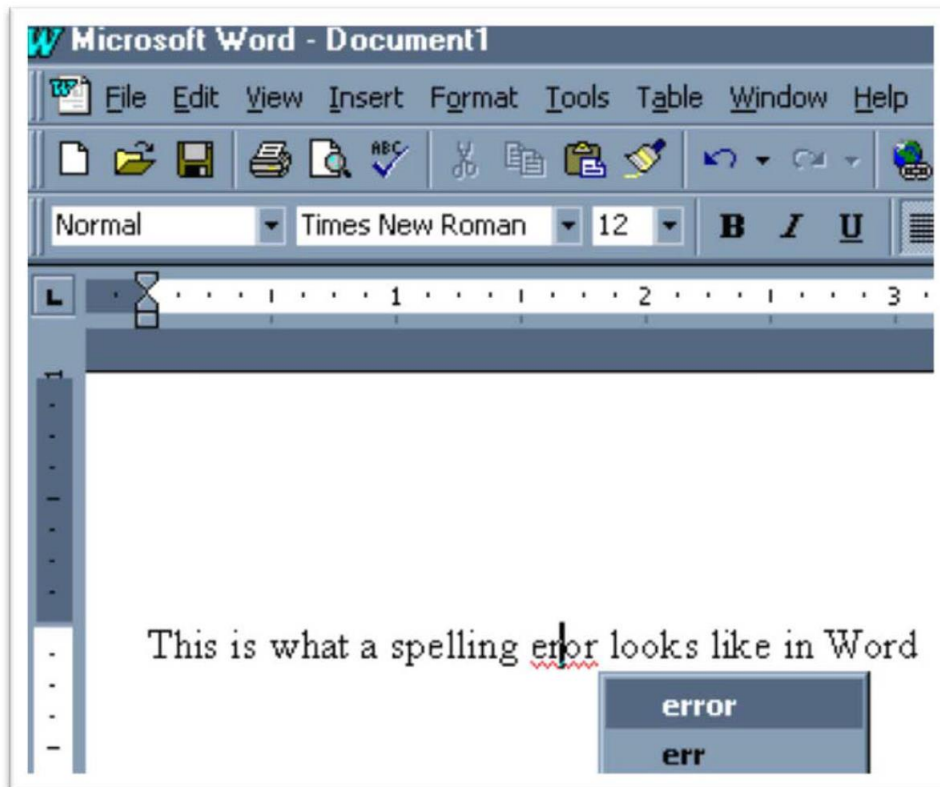 W Microsoft Word - Document1
W File Edit View Insert Format Tools Table Window Help
ABC
Normal Times New Roman 12 B I U
1 2 3
This is what a spelling eror looks like in Word
error
err